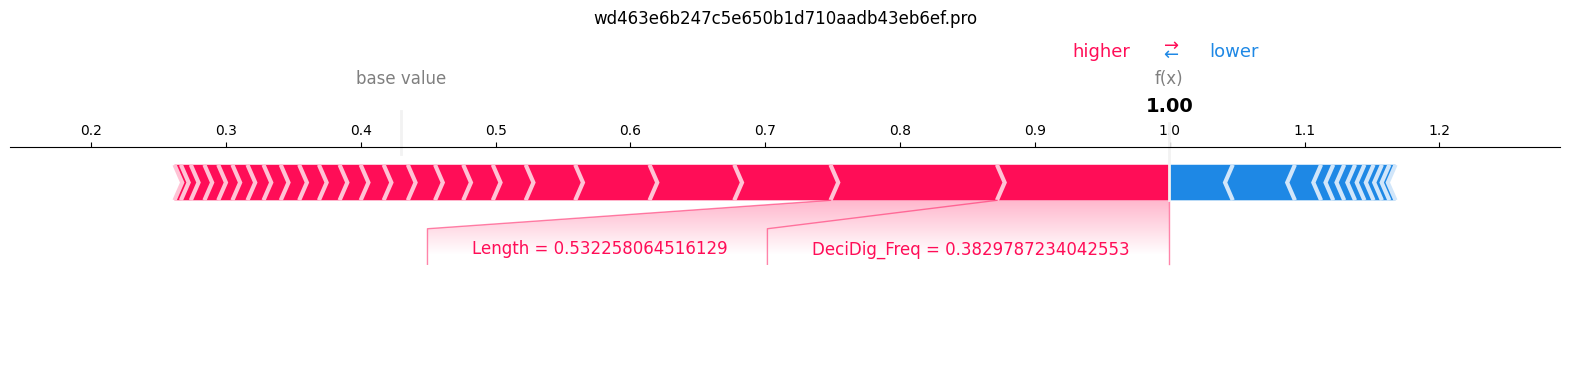 wd463e6b247c5e650b1d710aadb43eb6ef.pro
higher ⇄ lower
base value f(x)
1.00
0.2 0.3 0.4 0.5 0.6 0.7 0.8 0.9 1.0 1.1 1.2
Length = 0.532258064516129 DeciDig_Freq = 0.3829787234042553